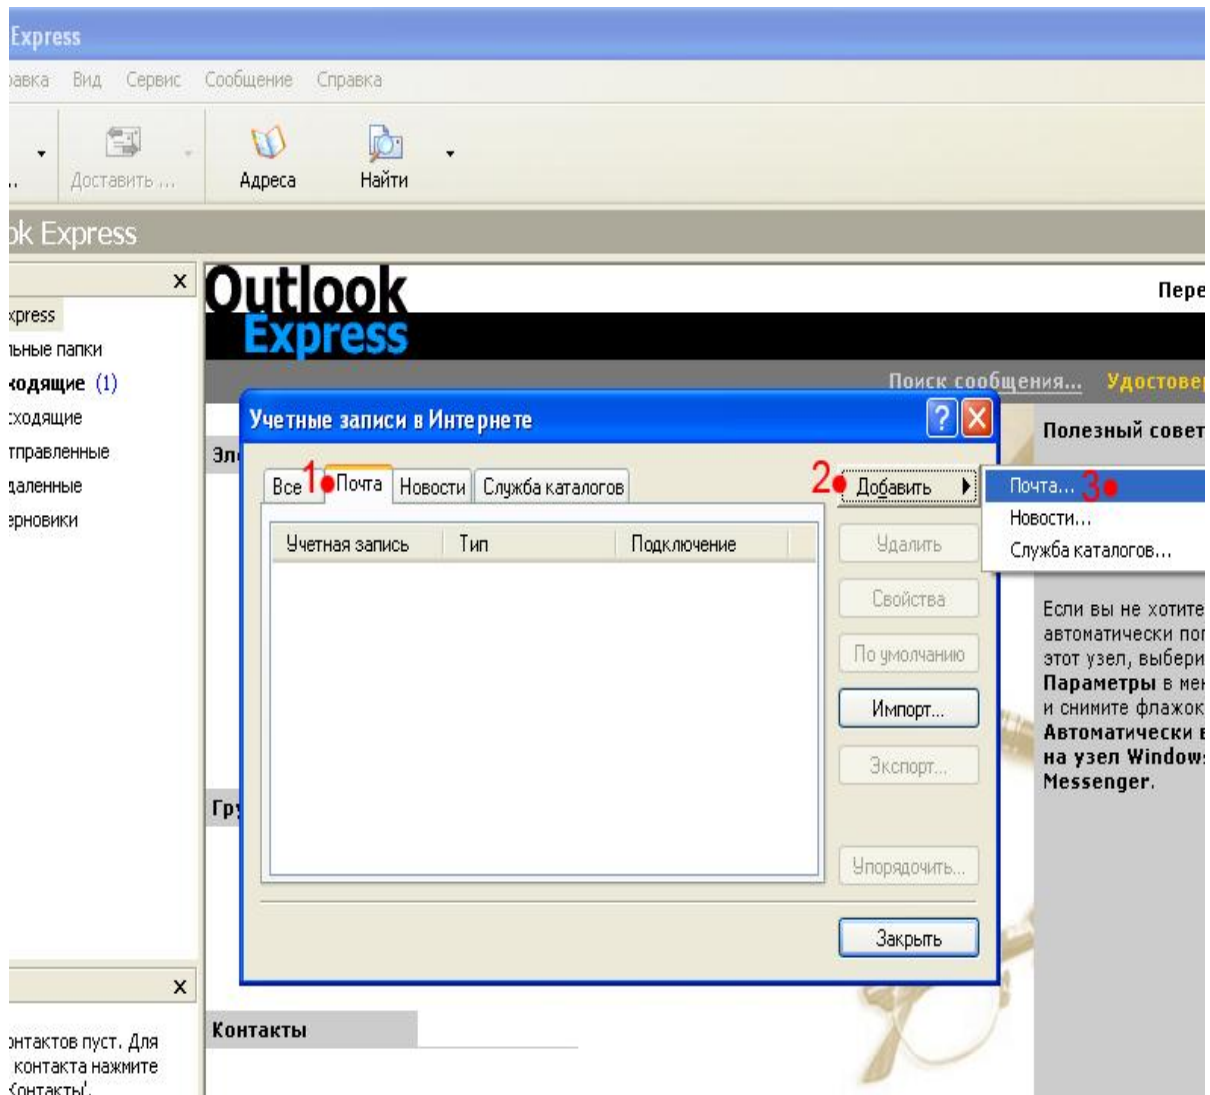 Express
равка Вид Сервис Сообщение Справка
.. Доставить ... Адреса Найти
ok Express
x
Outlook
Express
Пере
xpress
льные папки
ходящие (1)
сходящие
тправленные
даленные
ерновики
Поиск сообщения... Удостове
Учетные записи в Интернете
Эл
1 2 3
Все Почта Новости Служба каталогов
Учетная запись Тип Подключение
Добавить
Удалить
Свойства
По умолчанию
Импорт...
Экспорт...
Упорядочить...
Закрыть
Почта...
Новости...
Служба каталогов...
Полезный совет
Если вы не хотите
автоматически поп
этот узел, выбери
Параметры в мен
и снимите флажок
Автоматически в
на узел Windows
Messenger.
Гру
Контакты
x
онтактов пуст. Для
контакта нажмите
'Контакты'.